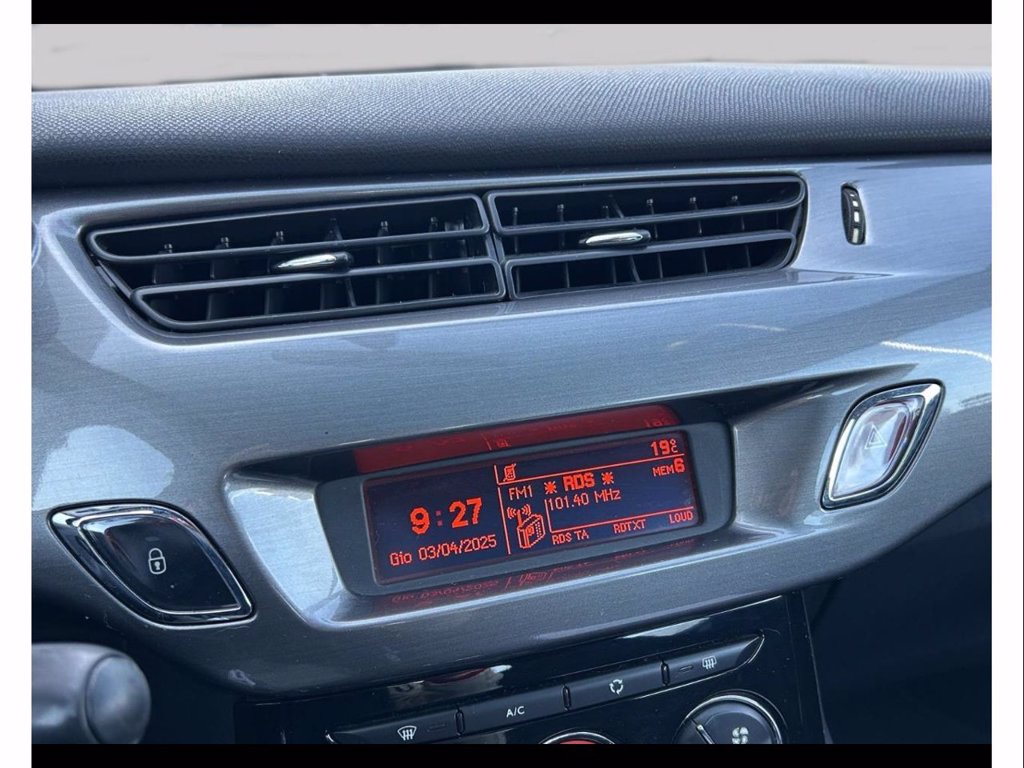 19°C
MEM6
FM1 * RDS *
9:27
101.40 MHz
Gio 03/04/2025
RDS TA RDTXT LOUD
A/C